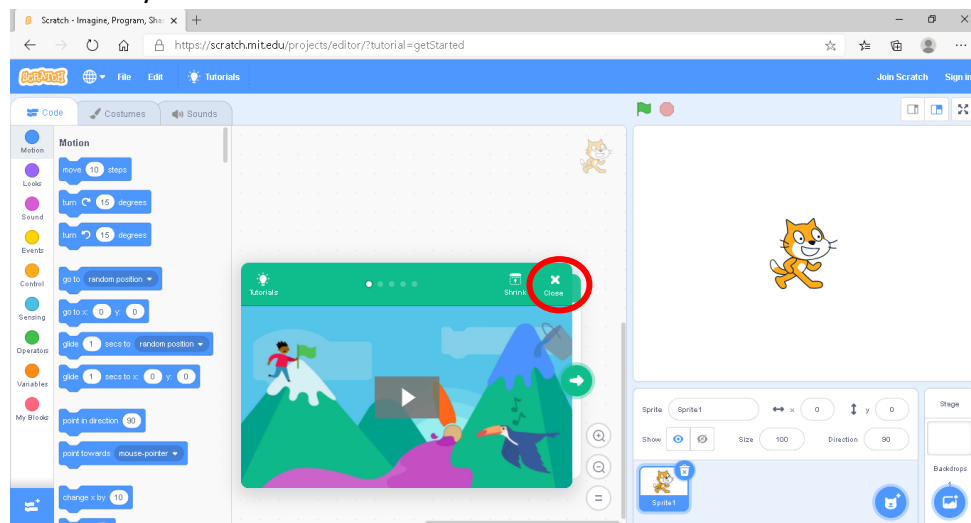 Scratch - Imagine, Program, Sha
https://scratch.mit.edu/projects/editor/?tutorial=getStarted
SCRATCH File Edit Tutorials Join Scratch Sign in
Code Costumes Sounds
Motion
Looks
Sound
Events
Control
Sensing
Operators
Variables
My Blocks
Motion
move 10 steps
turn 15 degrees
turn 15 degrees
go to random position
go to x: 0 y: 0
glide 1 secs to random position
glide 1 secs to x: 0 y: 0
point in direction 90
point towards mouse-pointer
change x by 10
Tutorials Shrink Close
Sprite Sprite1 x 0 y 0
Show Size 100 Direction 90
Sprite1
Stage
Backdrops